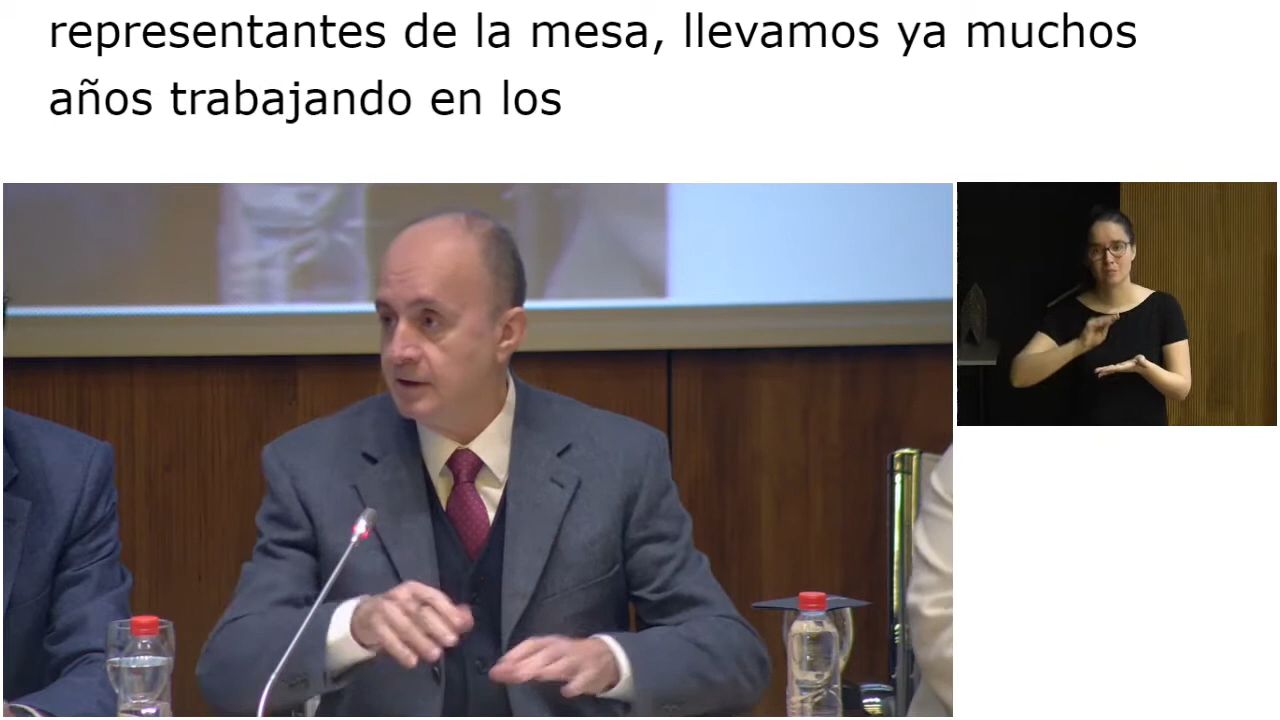 representantes de la mesa, llevamos ya muchos
años trabajando en los